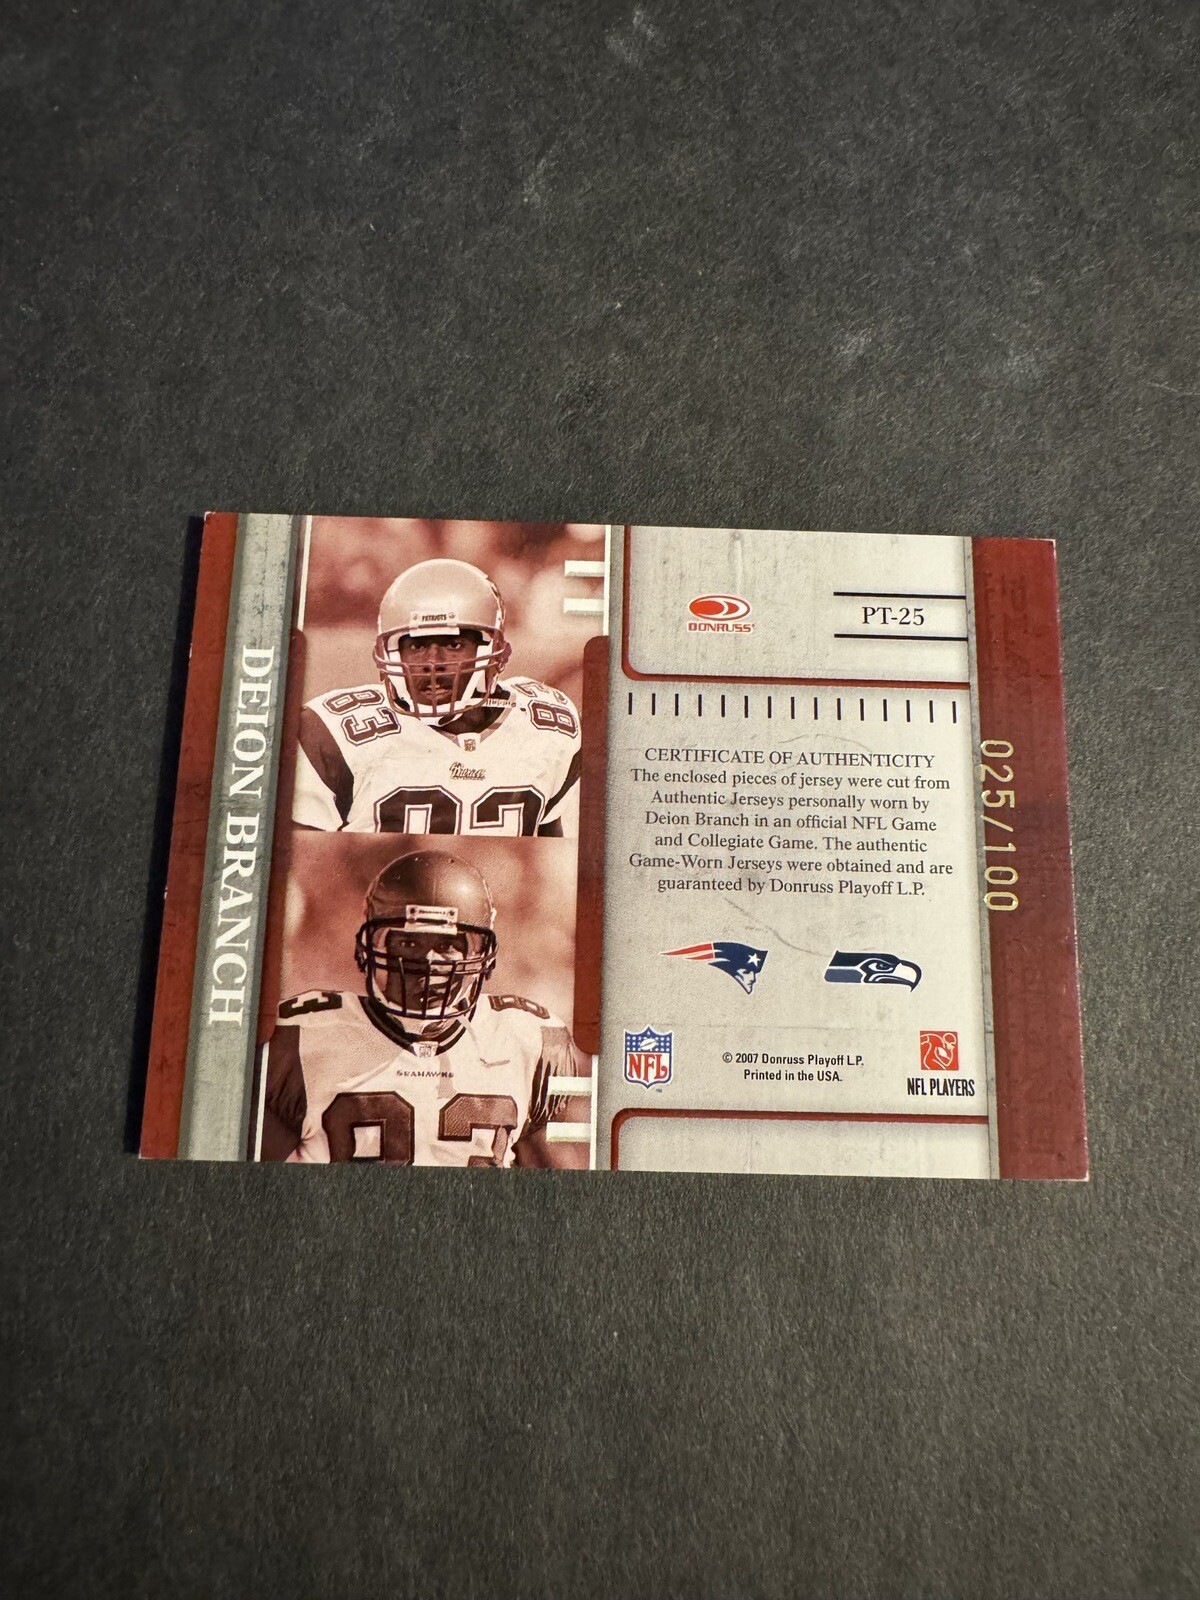 DEION BRANCH
PATRIOTS
83
83
83
SEAHAWKS
83
DONRUSS
PT-25
CERTIFICATE OF AUTHENTICITY
The enclosed pieces of jersey were cut from
Authentic Jerseys personally worn by
Deion Branch in an official NFL Game
and Collegiate Game. The authentic
Game-Worn Jerseys were obtained and are
guaranteed by Donruss Playoff L.P.
NFL
© 2007 Donruss Playoff L.P.
Printed in the USA.
NFL PLAYERS
025/100